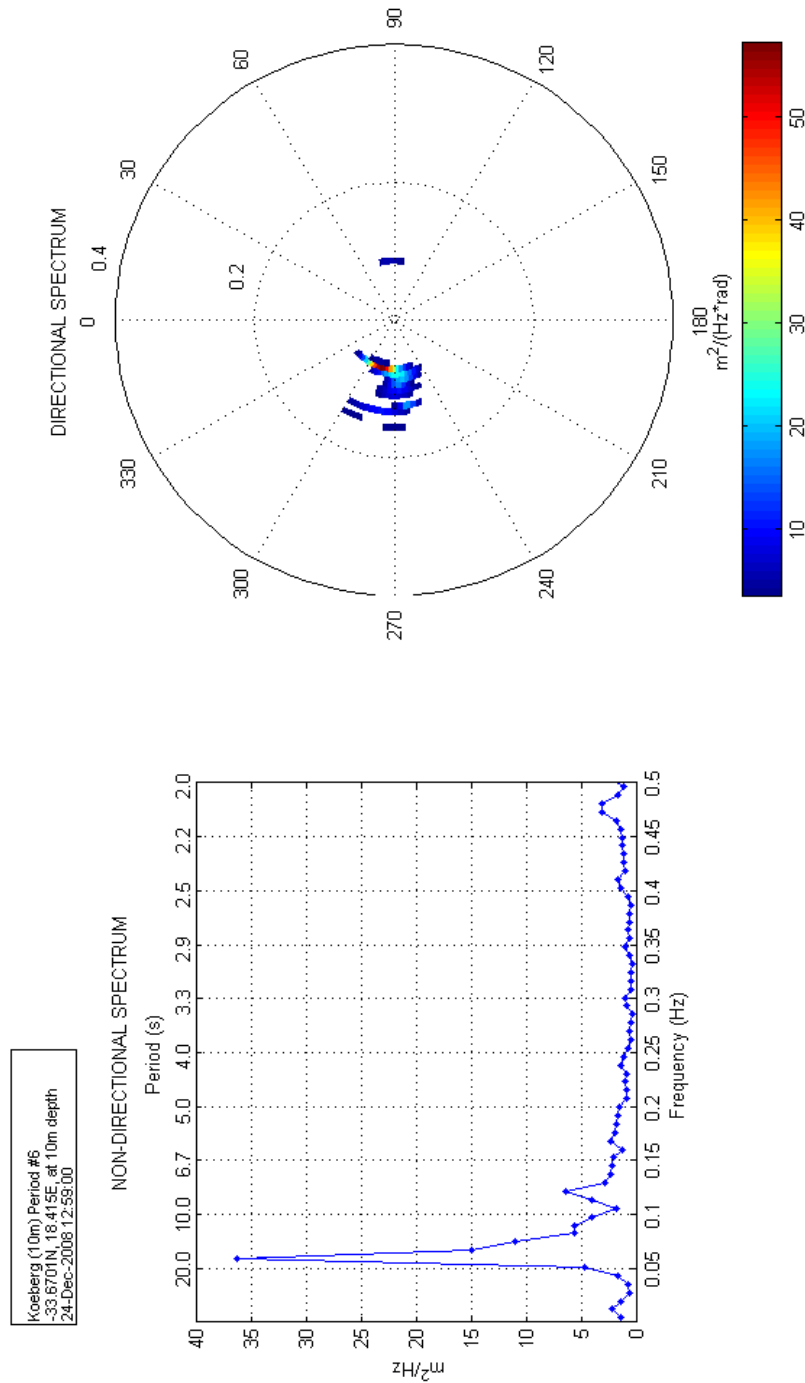 Koeberg (10m) Period #6
-33.6701N, 18.415E, at 10m depth
24-Dec-2008 12:59:00
NON-DIRECTIONAL SPECTRUM
Period (s)
20.0 10.0 6.7 5.0 4.0 3.3 2.9 2.5 2.2 2.0
40
35
30
25
20
15
10
5
0
m²/Hz
0.05 0.1 0.15 0.2 0.25 0.3 0.35 0.4 0.45 0.5
Frequency (Hz)
DIRECTIONAL SPECTRUM
0
0.4
30
0.2
60
90
120
150
180
210
240
270
300
330
m²/(Hz*rad)
10 20 30 40 50